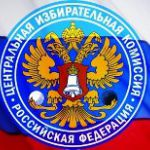 ЦЕНТРАЛЬНАЯ ИЗБИРАТЕЛЬНАЯ КОМИССИЯ
РОССИЙСКАЯ ФЕДЕРАЦИЯ